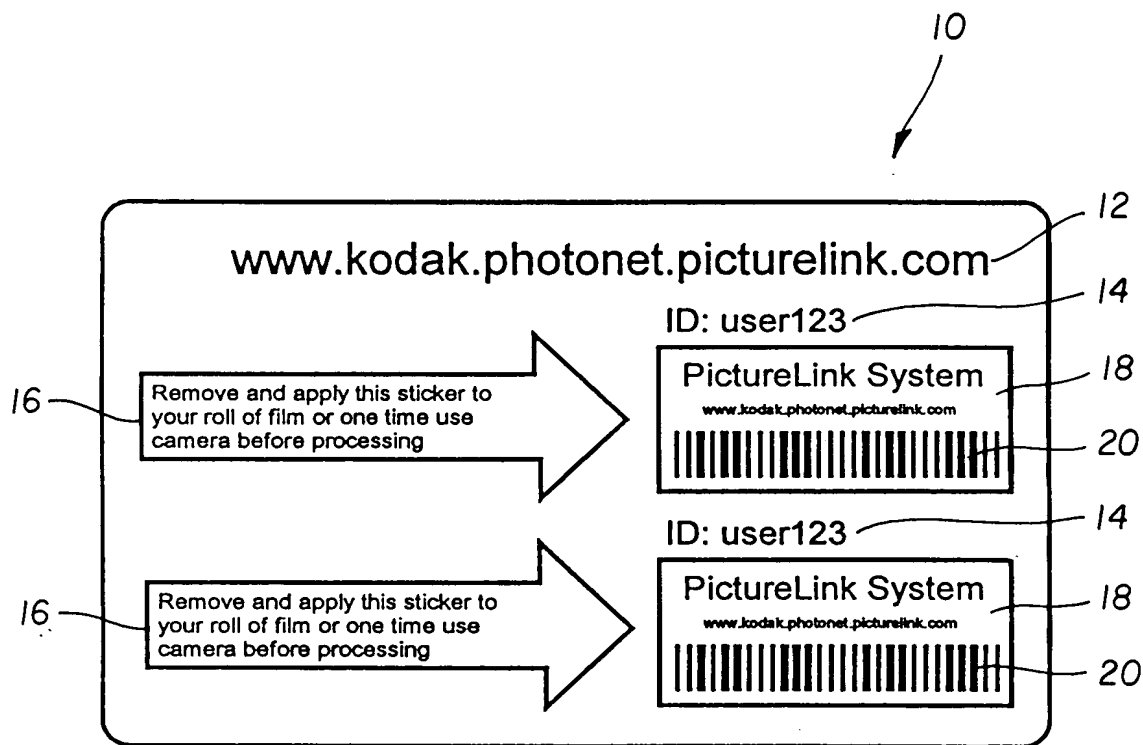 10
12
www.kodak.photonet.picturelink.com
14
ID: user123
16
Remove and apply this sticker to
your roll of film or one time use
camera before processing
PictureLink System
18
www.kodak.photonet.picturelink.com
20
ID: user123
14
16
Remove and apply this sticker to
your roll of film or one time use
camera before processing
PictureLink System
18
www.kodak.photonet.picturelink.com
20